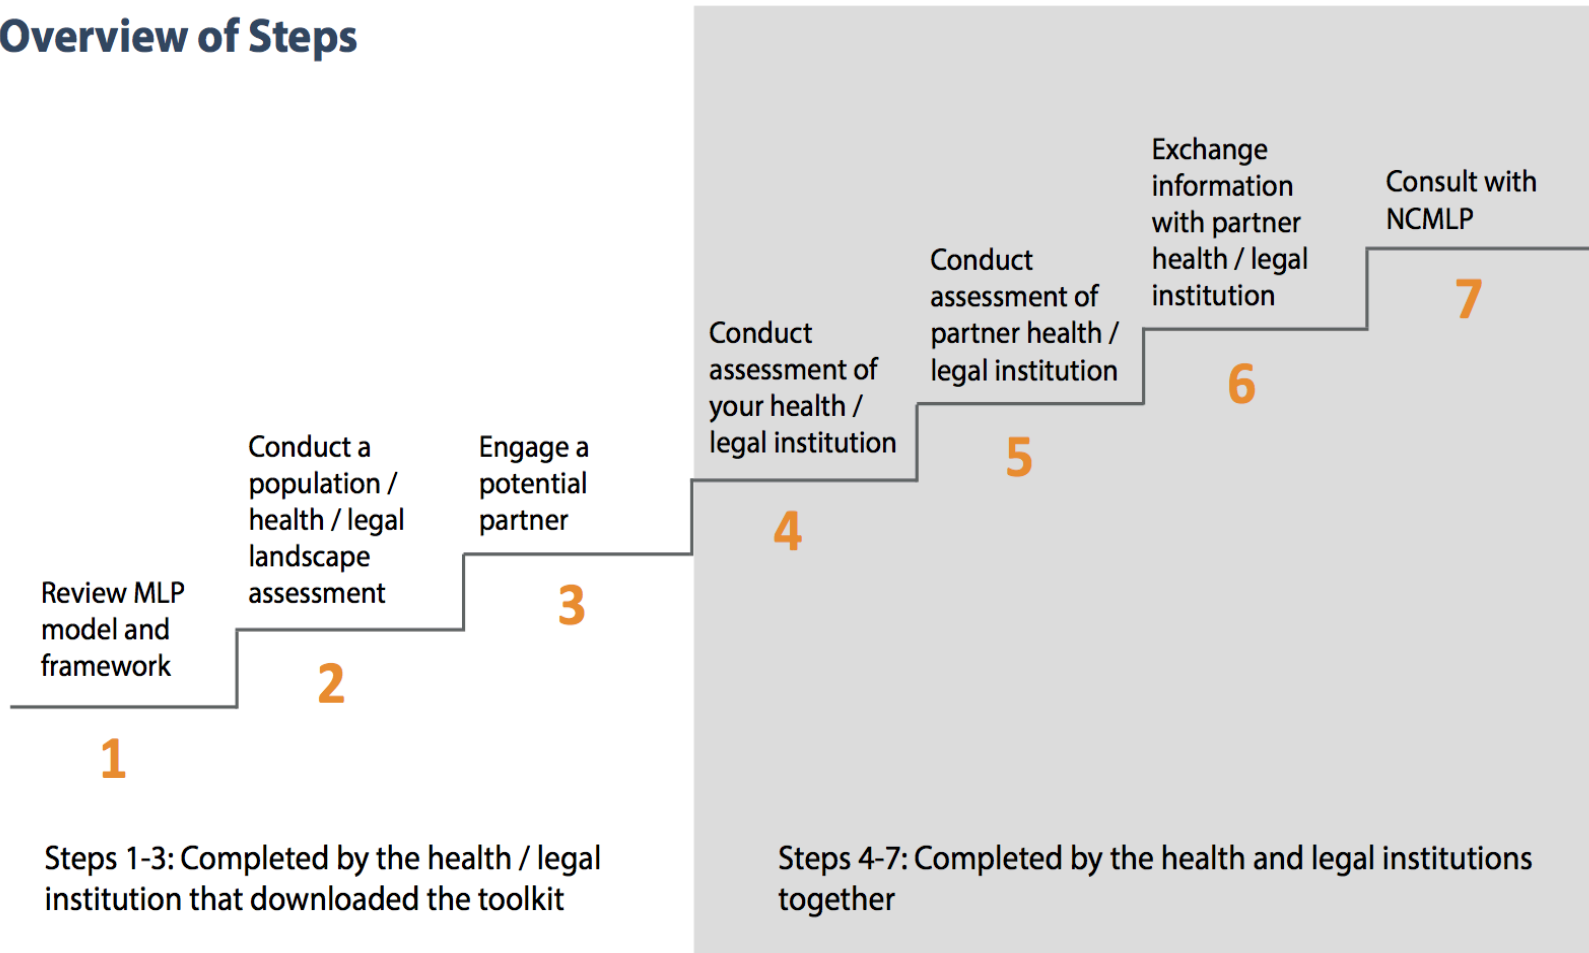 Overview of Steps
Review MLP
model and
framework
1
Conduct a
population /
health / legal
landscape
assessment
2
Engage a
potential
partner
3
Conduct
assessment of
your health /
legal institution
4
Conduct
assessment of
partner health /
legal institution
5
Exchange
information
with partner
health / legal
institution
6
Consult with
NCMLP
7
Steps 1-3: Completed by the health / legal
institution that downloaded the toolkit
Steps 4-7: Completed by the health and legal institutions
together